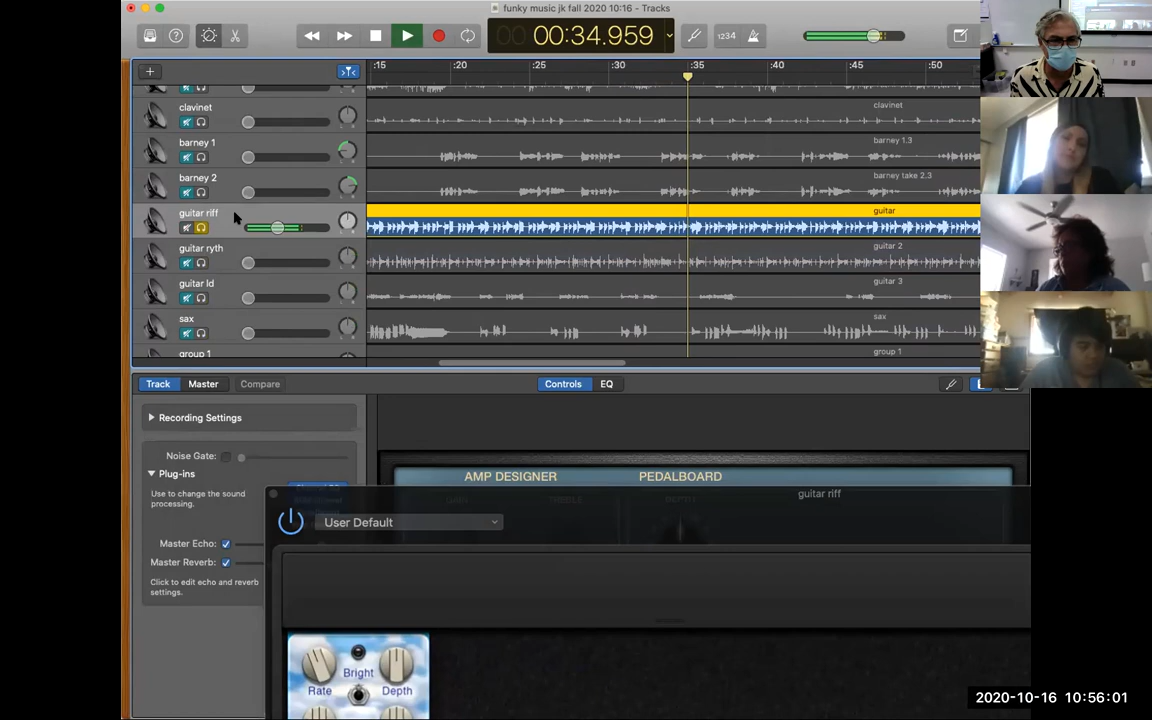 funky music jk fall 2020 10:16 - Tracks
00:34.959
1234
:15 :20 :25 :30 :35 :40 :45 :50
clavinet
clavinet
barney 1
barney 1.3
barney 2
barney take 2.3
guitar riff
guitar
guitar ryth
guitar 2
guitar ld
guitar 3
sax
sax
group 1
group 1
Track Master Compare Controls EQ
Recording Settings
Noise Gate:
Plug-ins
Use to change the sound
processing.
AMP DESIGNER PEDALBOARD
guitar riff
User Default
Master Echo:
Master Reverb:
Click to edit echo and reverb
settings.
Bright
Rate Depth
2020-10-16 10:56:01